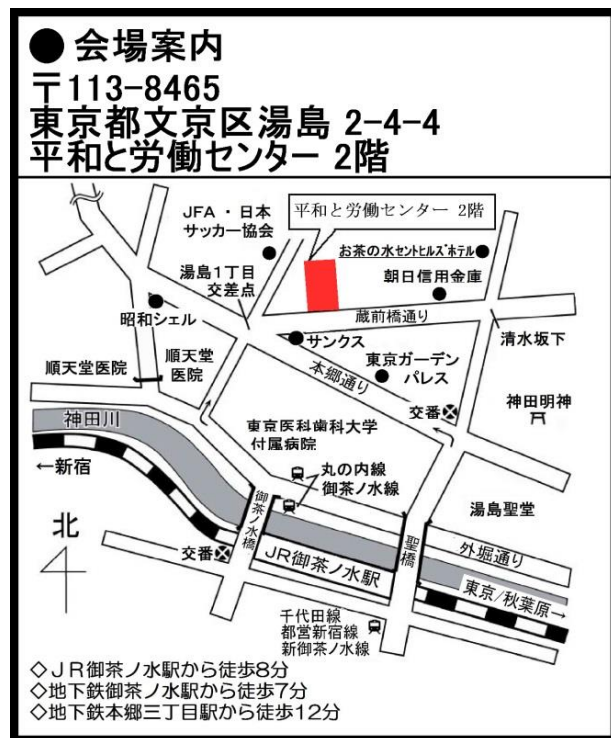 ● 会場案内
〒113-8465
東京都文京区湯島 2-4-4
平和と労働センター 2階
JFA ・ 日本
サッカー協会
平和と労働センター 2階
お茶の水セントヒルズホテル
湯島1丁目
交差点
朝日信用金庫
昭和シェル
蔵前橋通り
サンクス
清水坂下
順天堂医院
順天堂
医院
本郷通り
東京ガーデン
パレス
交番
神田明神
神田川
東京医科歯科大学
付属病院
←新宿
丸の内線
御茶ノ水線
御茶ノ水橋
湯島聖堂
北
交番
JR御茶ノ水駅
聖橋
外堀通り
東京/秋葉原→
千代田線
都営新宿線
新御茶ノ水線
◇JR御茶ノ水駅から徒歩8分
◇地下鉄御茶ノ水駅から徒歩7分
◇地下鉄本郷三丁目駅から徒歩12分